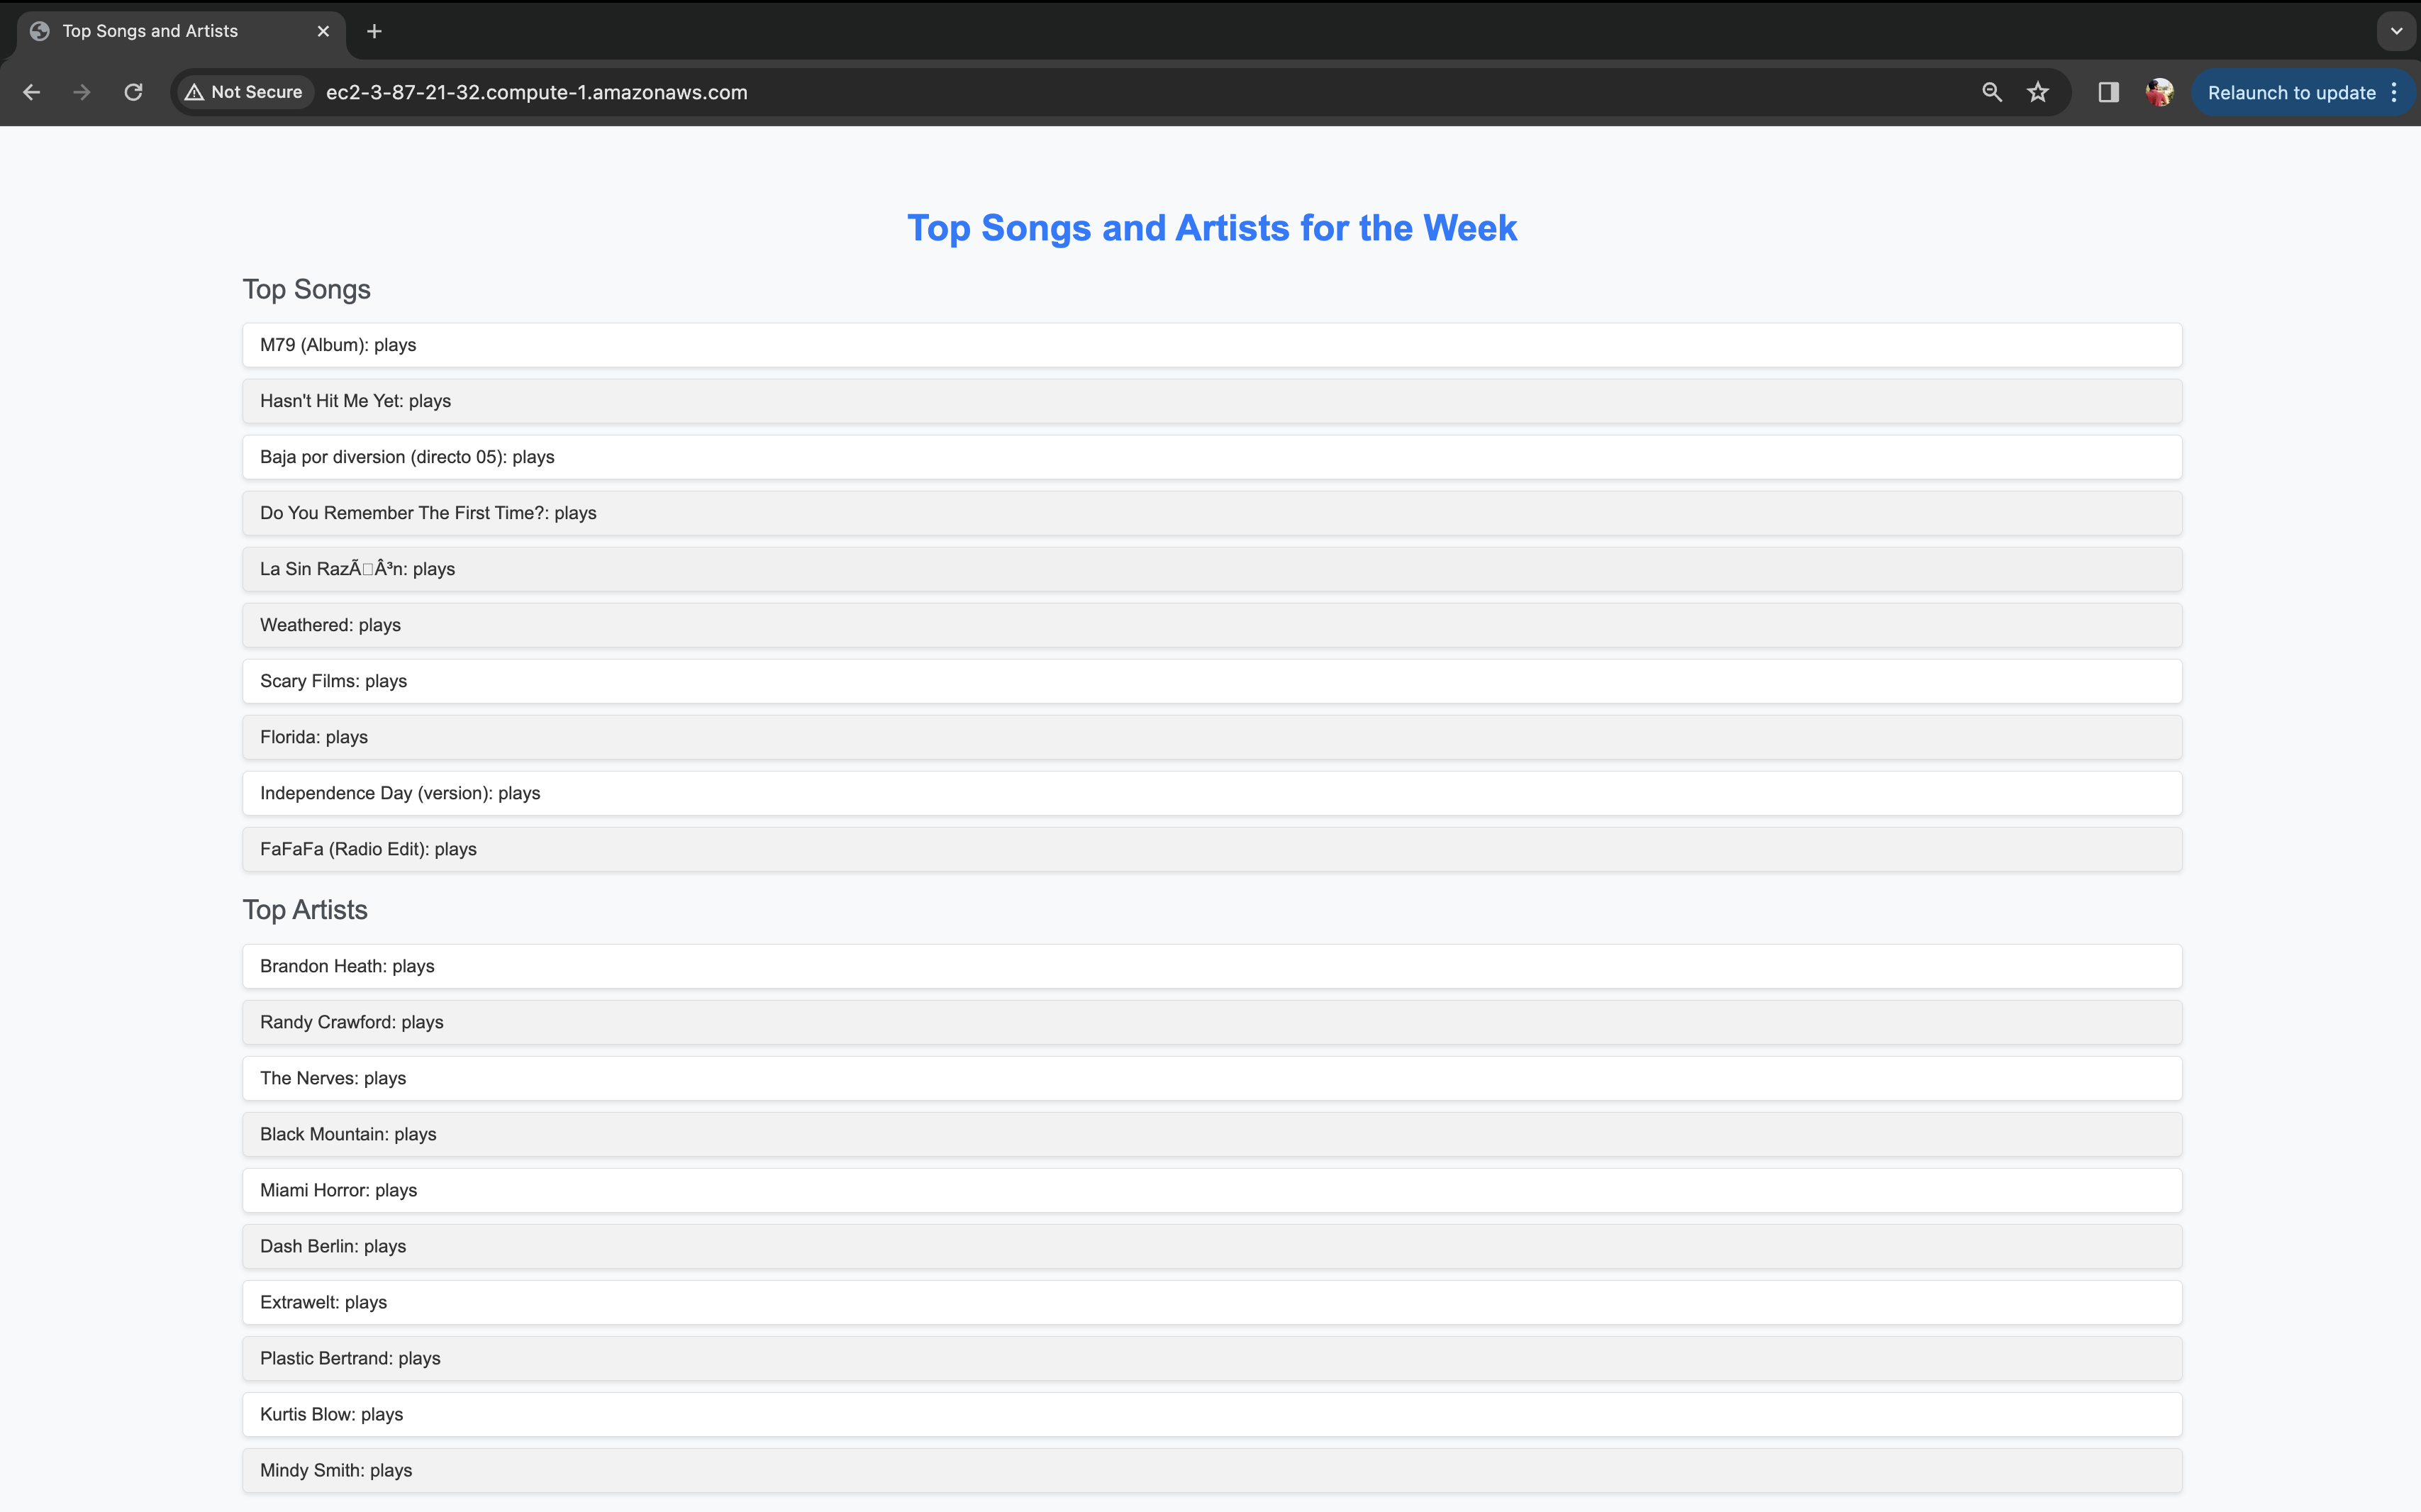 Top Songs and Artists
Not Secure ec2-3-87-21-32.compute-1.amazonaws.com Relaunch to update
Top Songs and Artists for the Week
Top Songs
M79 (Album): plays
Hasn't Hit Me Yet: plays
Baja por diversion (directo 05): plays
Do You Remember The First Time?: plays
La Sin RazÃ□Â³n: plays
Weathered: plays
Scary Films: plays
Florida: plays
Independence Day (version): plays
FaFaFa (Radio Edit): plays
Top Artists
Brandon Heath: plays
Randy Crawford: plays
The Nerves: plays
Black Mountain: plays
Miami Horror: plays
Dash Berlin: plays
Extrawelt: plays
Plastic Bertrand: plays
Kurtis Blow: plays
Mindy Smith: plays